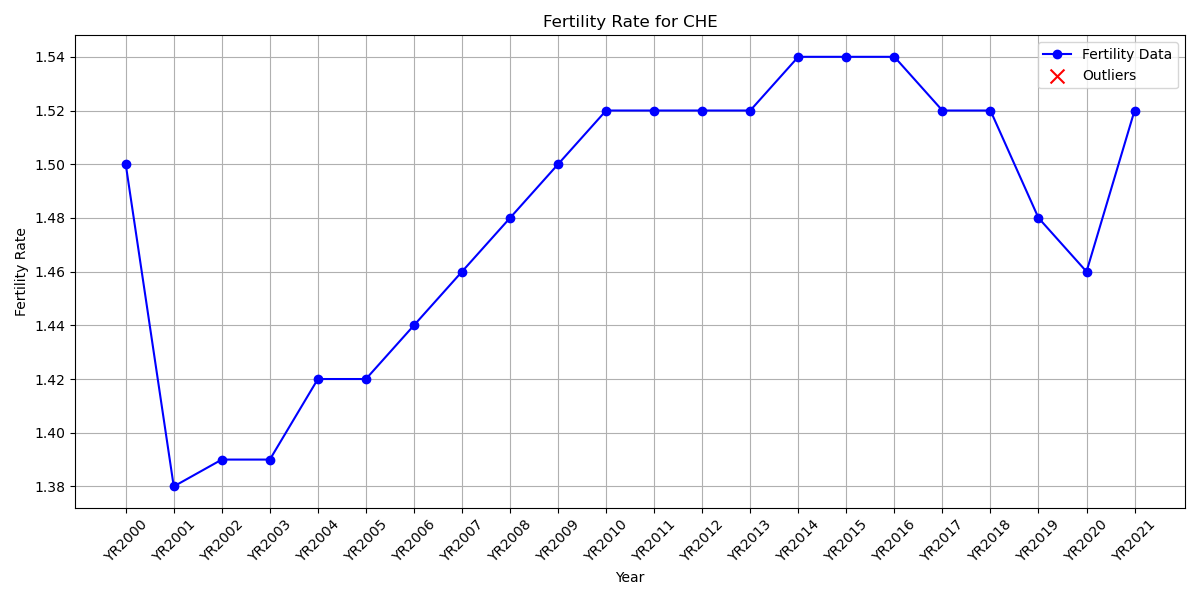 Fertility Rate for CHE
Fertility Data
Outliers
Fertility Rate
1.54
1.52
1.50
1.48
1.46
1.44
1.42
1.40
1.38
YR2000
YR2001
YR2002
YR2003
YR2004
YR2005
YR2006
YR2007
YR2008
YR2009
YR2010
YR2011
YR2012
YR2013
YR2014
YR2015
YR2016
YR2017
YR2018
YR2019
YR2020
YR2021
Year